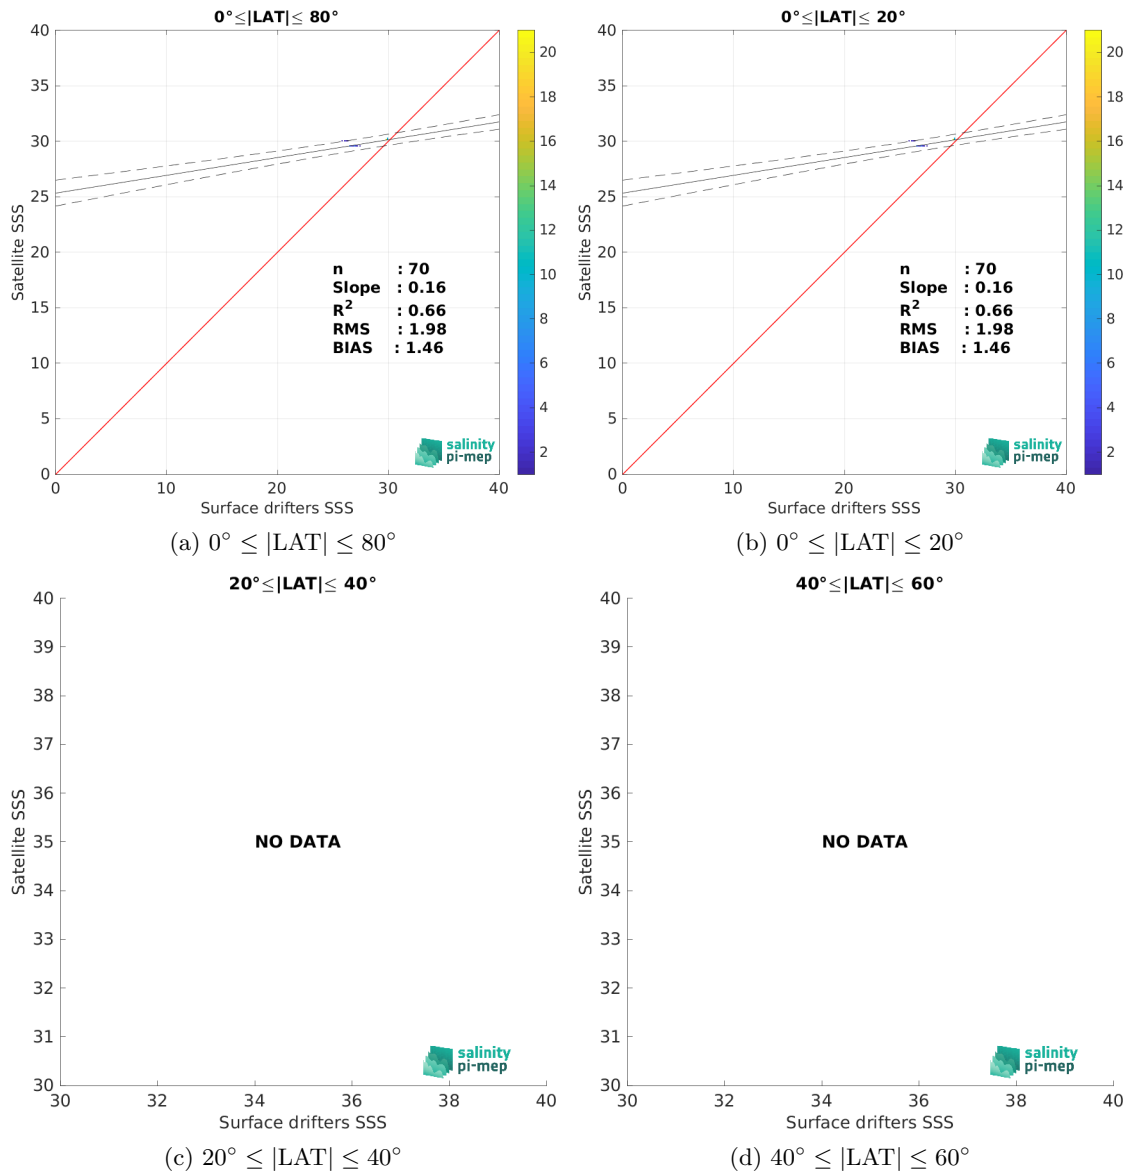 0°≤|LAT|≤ 80°
40
35
30
25
20
15
10
5
0
Satellite SSS
n : 70
Slope : 0.16
R² : 0.66
RMS : 1.98
BIAS : 1.46
salinity
pi-mep
0 10 20 30 40
Surface drifters SSS
20
18
16
14
12
10
8
6
4
2
(a) 0° ≤ |LAT| ≤ 80°
0°≤|LAT|≤ 20°
40
35
30
25
20
15
10
5
0
Satellite SSS
n : 70
Slope : 0.16
R² : 0.66
RMS : 1.98
BIAS : 1.46
salinity
pi-mep
0 10 20 30 40
Surface drifters SSS
20
18
16
14
12
10
8
6
4
2
(b) 0° ≤ |LAT| ≤ 20°
20°≤|LAT|≤ 40°
40
39
38
37
36
35
34
33
32
31
30
Satellite SSS
NO DATA
salinity
pi-mep
30 32 34 36 38 40
Surface drifters SSS
(c) 20° ≤ |LAT| ≤ 40°
40°≤|LAT|≤ 60°
40
39
38
37
36
35
34
33
32
31
30
Satellite SSS
NO DATA
salinity
pi-mep
30 32 34 36 38 40
Surface drifters SSS
(d) 40° ≤ |LAT| ≤ 60°